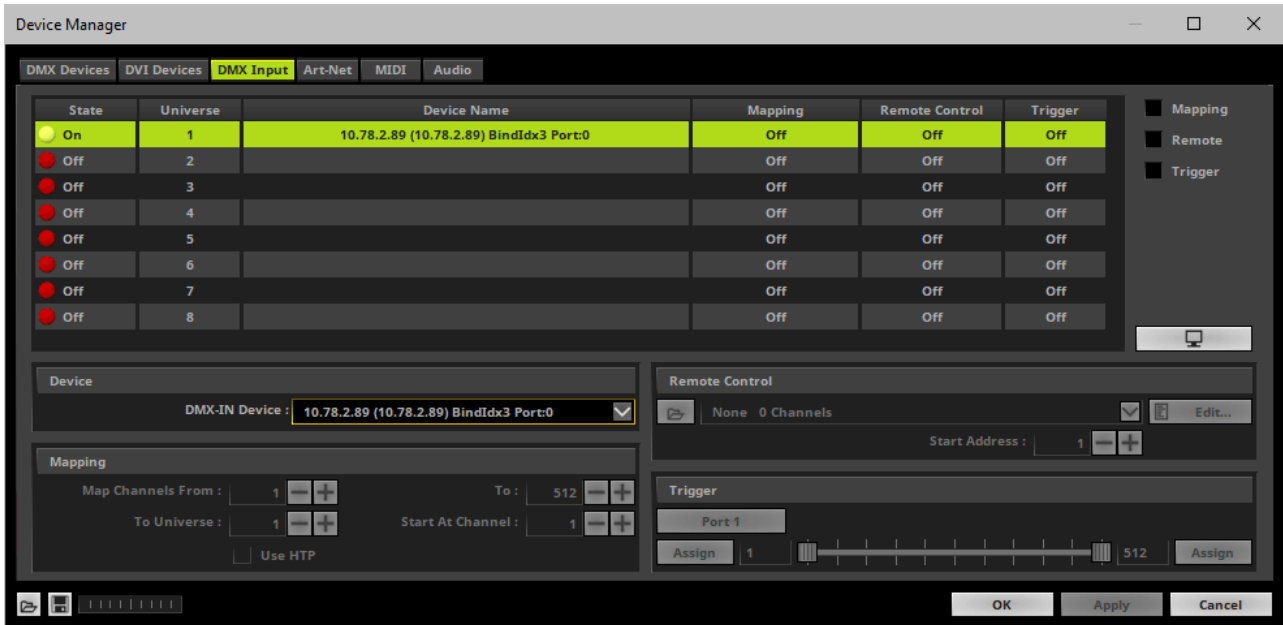 Device Manager
DMX Devices DVI Devices DMX Input Art-Net MIDI Audio
State Universe Device Name Mapping Remote Control Trigger
On 1 10.78.2.89 (10.78.2.89) BindIdx3 Port:0 Off Off Off
Off 2 Off Off Off
Off 3 Off Off Off
Off 4 Off Off Off
Off 5 Off Off Off
Off 6 Off Off Off
Off 7 Off Off Off
Off 8 Off Off Off
Mapping
Remote
Trigger
Device
DMX-IN Device : 10.78.2.89 (10.78.2.89) BindIdx3 Port:0
Mapping
Map Channels From : 1 To : 512
To Universe : 1 Start At Channel : 1
Use HTP
Remote Control
None 0 Channels Edit...
Start Address : 1
Trigger
Port 1
Assign 1 512 Assign
OK Apply Cancel